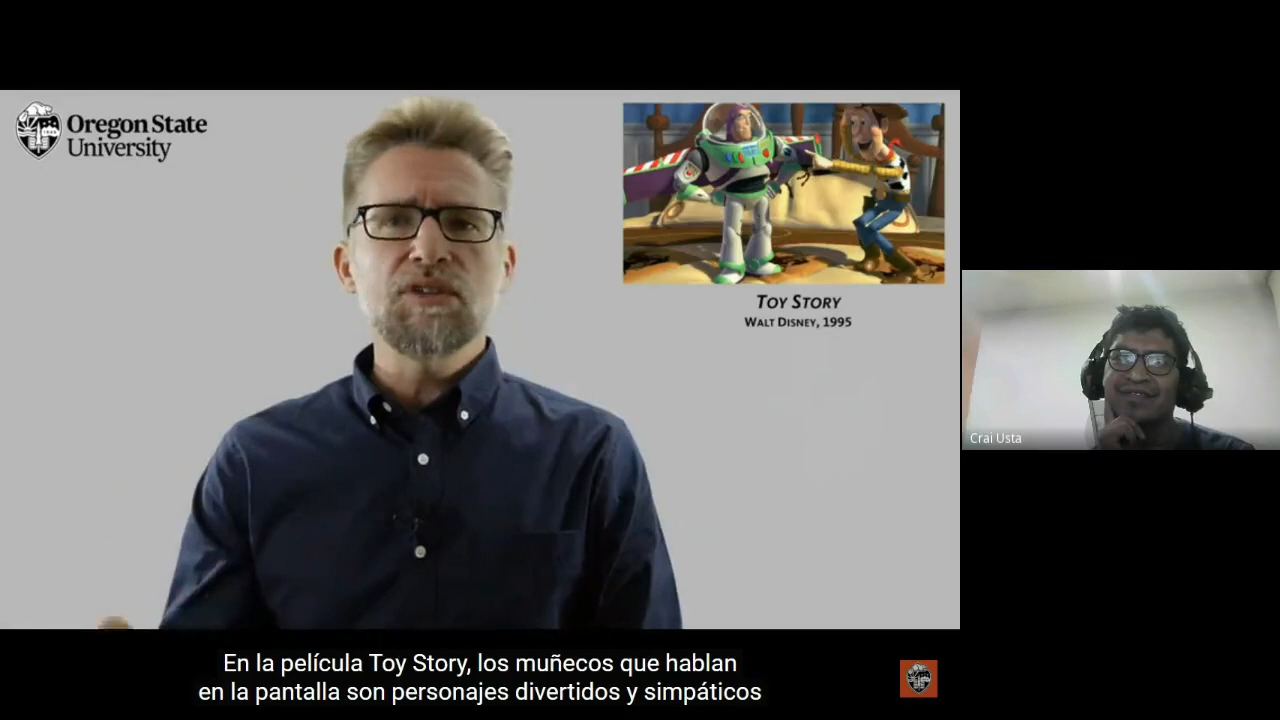 Oregon State
University
TOY STORY
WALT DISNEY, 1995
Crai Usta
En la película Toy Story, los muñecos que hablan
en la pantalla son personajes divertidos y simpáticos